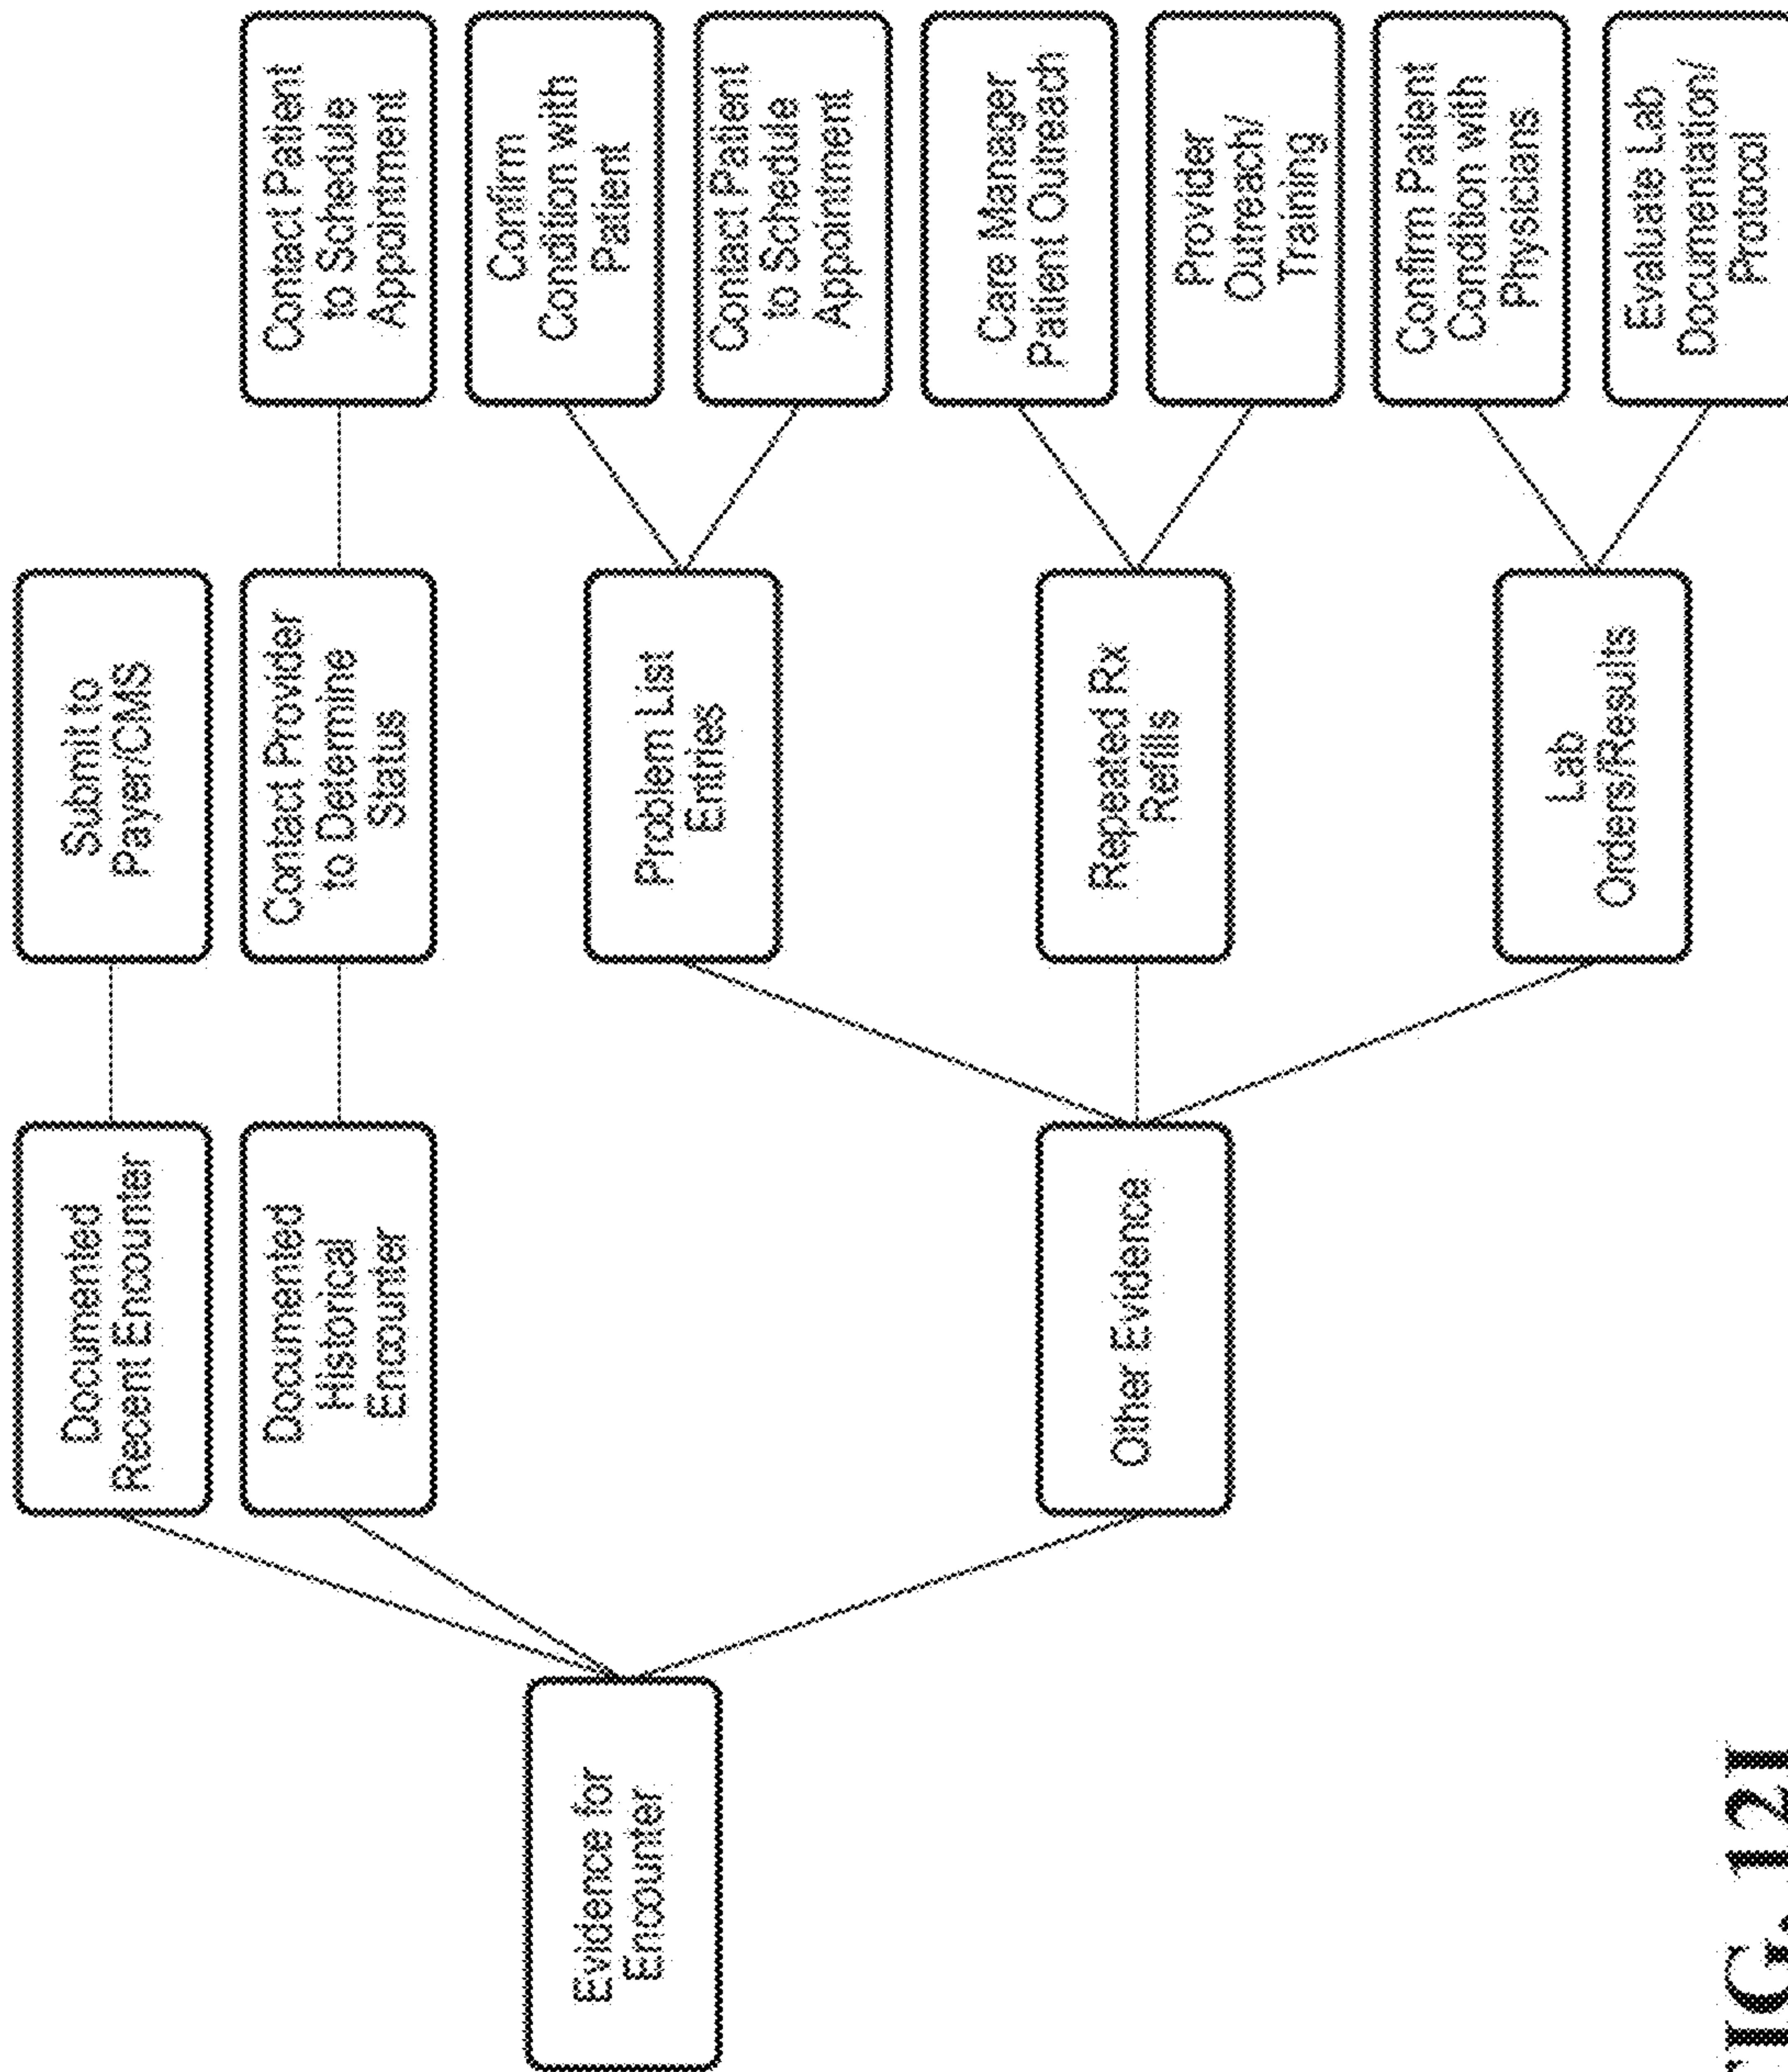 Evidence for
Encounter
Documented
Recent Encounter
Documented
Historical
Encounter
Other Evidence
Submit to
Payer/CMS
Contact Provider
to Determine
Status
Problem List
Entries
Repeated Rx
Refills
Lab
Orders/Results
Contact Patient
to Schedule
Appointment
Confirm
Condition with
Patient
Contact Patient
to Schedule
Appointment
Care Manager
Patient Outreach
Provider
Outreach/
Training
Confirm Patient
Condition with
Physicians
Evaluate Lab
Documentation/
Protocal
IG. 12I